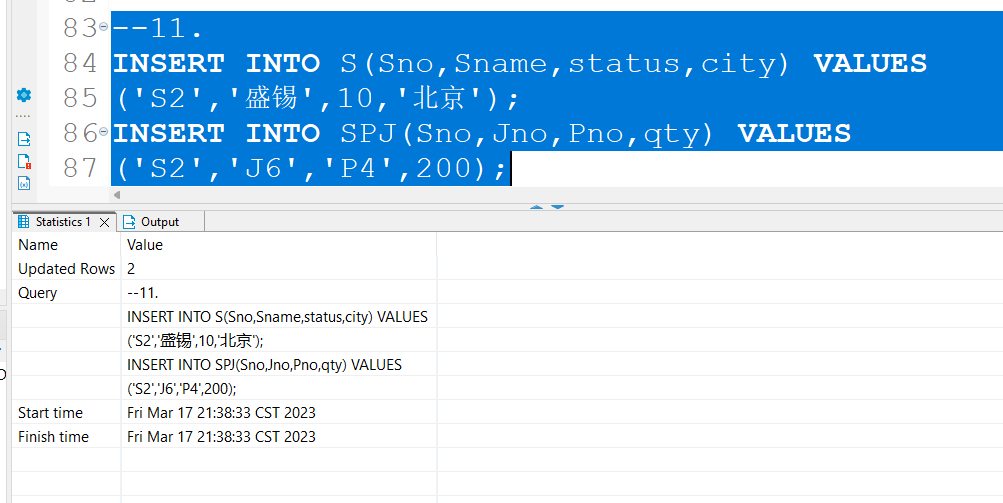 83 --11.
84 INSERT INTO S(Sno,Sname,status,city) VALUES
85 ('S2','盛锡',10,'北京');
86 INSERT INTO SPJ(Sno,Jno,Pno,qty) VALUES
87 ('S2','J6','P4',200);
Statistics 1 Output
Name Value
Updated Rows 2
Query --11.
INSERT INTO S(Sno,Sname,status,city) VALUES
('S2','盛锡',10,'北京');
INSERT INTO SPJ(Sno,Jno,Pno,qty) VALUES
('S2','J6','P4',200);
Start time Fri Mar 17 21:38:33 CST 2023
Finish time Fri Mar 17 21:38:33 CST 2023